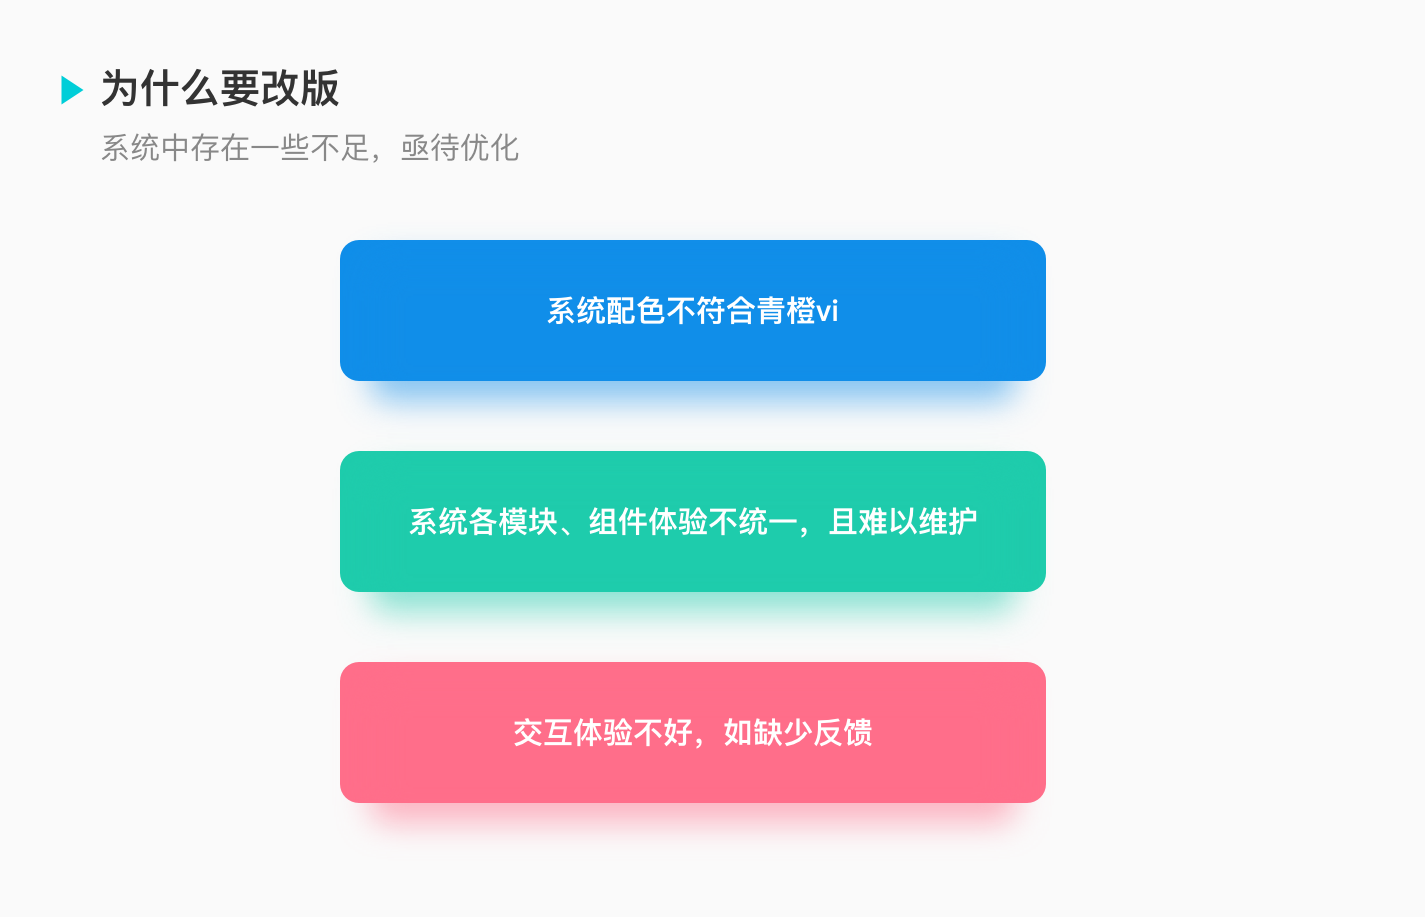 为什么要改版
系统中存在一些不足，亟待优化
系统配色不符合青橙vi
系统各模块、组件体验不统一，且难以维护
交互体验不好，如缺少反馈